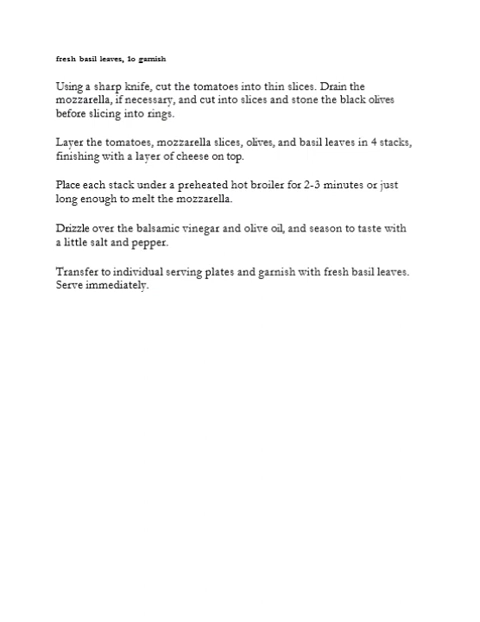 fresh basil leaves, 1o garnish
Using a sharp knife, cut the tomatoes into thin slices. Drain the
mozzarella, if necessary, and cut into slices and stone the black olives
before slicing into rings.
Layer the tomatoes, mozzarella slices, olives, and basil leaves in 4 stacks,
finishing with a layer of cheese on top.
Place each stack under a preheated hot broiler for 2-3 minutes or just
long enough to melt the mozzarella.
Drizzle over the balsamic vinegar and olive oil, and season to taste with
a little salt and pepper.
Transfer to individual serving plates and garnish with fresh basil leaves.
Serve immediately.